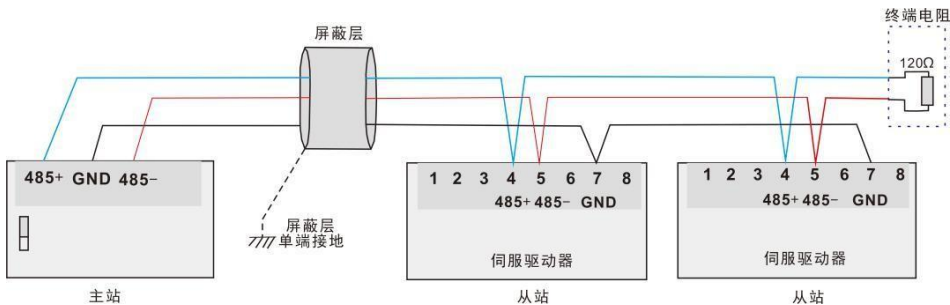 终端电阻
屏蔽层
120Ω
485+ GND 485-
1 2 3 4 5 6 7 8
485+ 485- GND
1 2 3 4 5 6 7 8
485+ 485- GND
屏蔽层
单端接地
伺服驱动器
伺服驱动器
主站
从站
从站